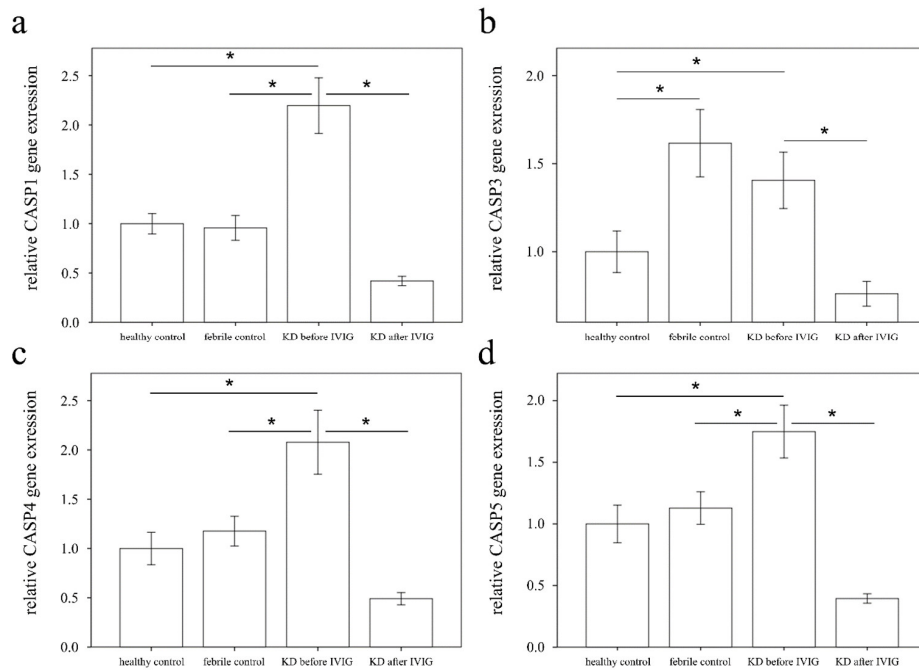 a
relative CASP1 gene exression
2.5
2.0
1.5
1.0
0.5
0.0
*
*
*
healthy control
febrile control
KD before IVIG
KD after IVIG
b
relative CASP3 gene exression
2.0
1.5
1.0
*
*
*
healthy control
febrile control
KD before IVIG
KD after IVIG
c
relative CASP4 gene exression
2.5
2.0
1.5
1.0
0.5
0.0
*
*
*
healthy control
febrile control
KD before IVIG
KD after IVIG
d
relative CASP5 gene exression
2.0
1.5
1.0
0.5
0.0
*
*
*
healthy control
febrile control
KD before IVIG
KD after IVIG